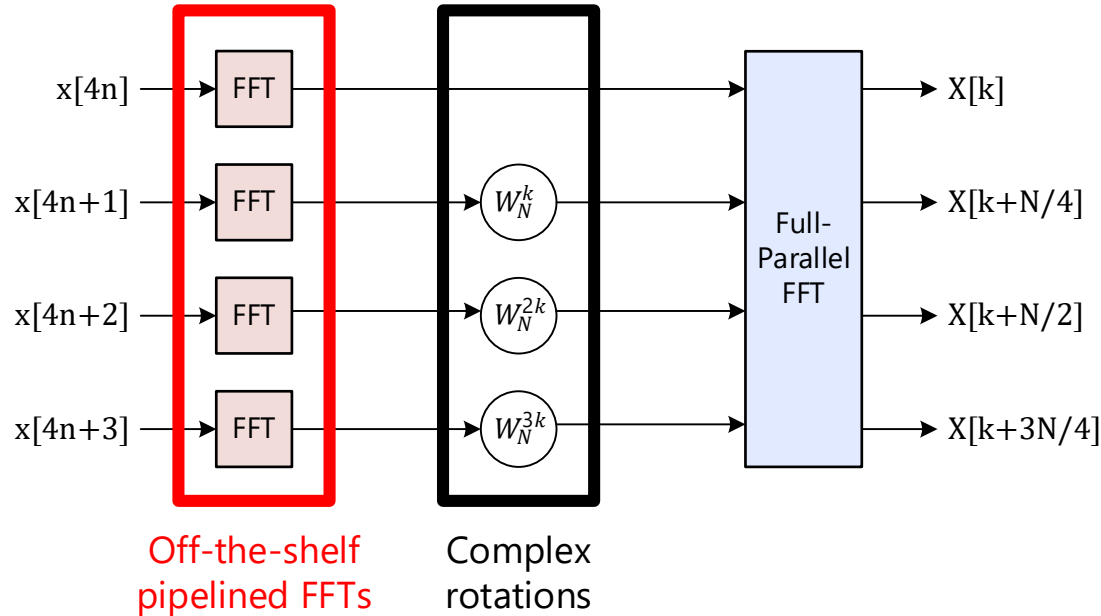 x[4n]
FFT
X[k]
x[4n+1]
FFT
W_N^k
X[k+N/4]
Full-
Parallel
FFT
x[4n+2]
FFT
W_N^{2k}
X[k+N/2]
x[4n+3]
FFT
W_N^{3k}
X[k+3N/4]
Off-the-shelf
pipelined FFTs
Complex
rotations